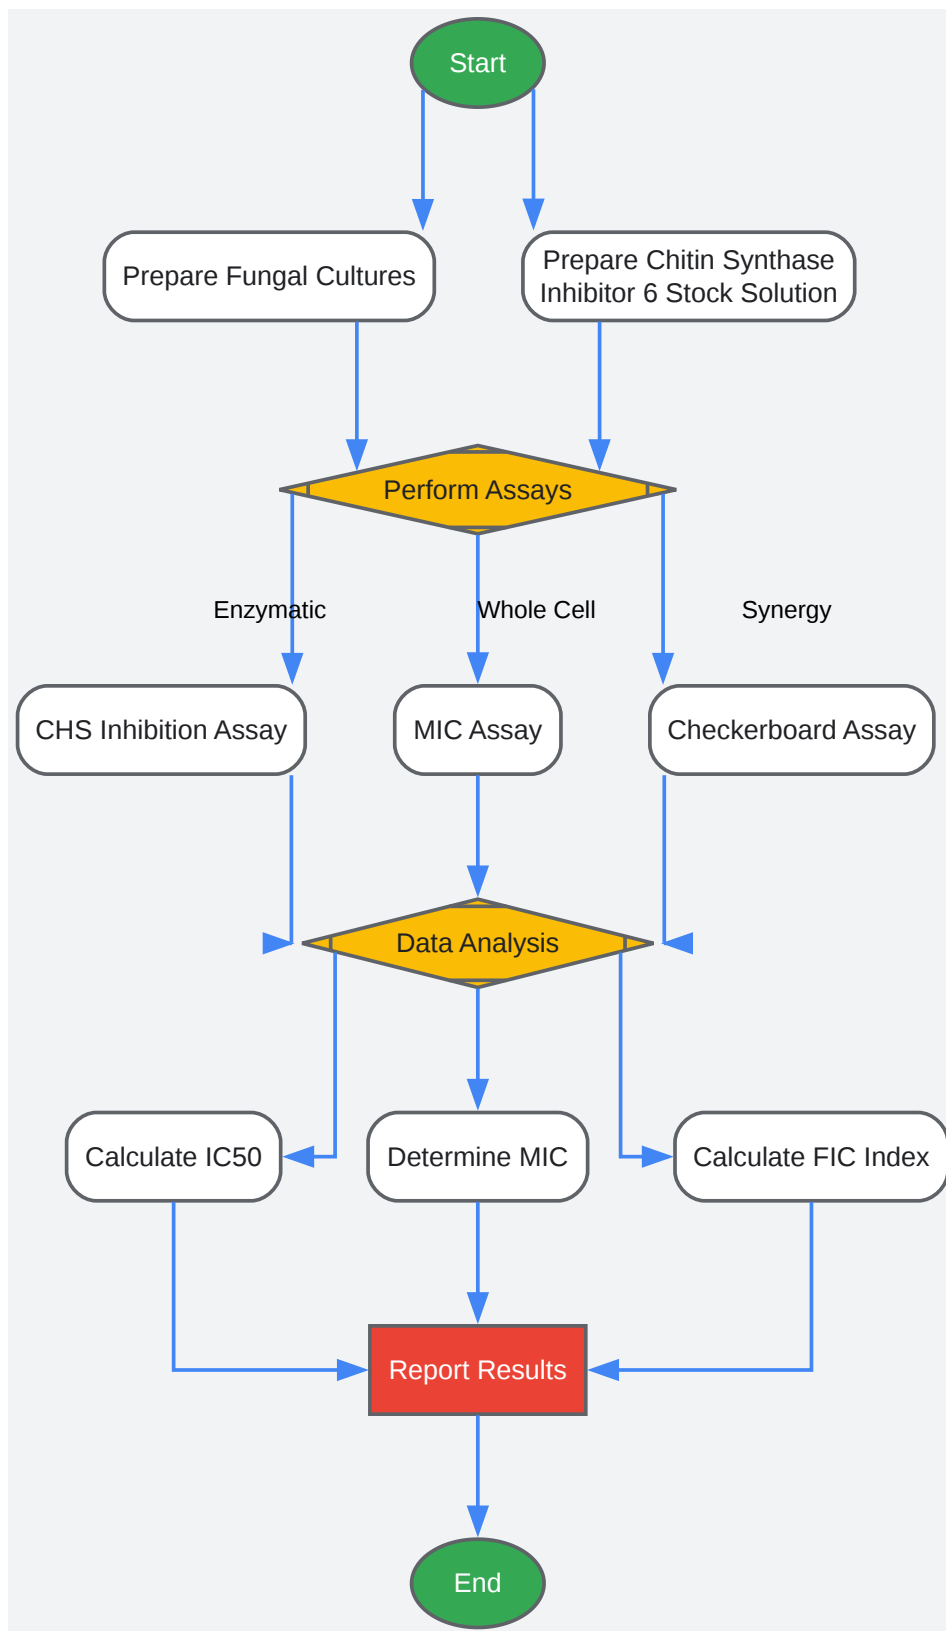 Start
Prepare Fungal Cultures
Prepare Chitin Synthase
Inhibitor 6 Stock Solution
Perform Assays
Enzymatic
Whole Cell
Synergy
CHS Inhibition Assay
MIC Assay
Checkerboard Assay
Data Analysis
Calculate IC50
Determine MIC
Calculate FIC Index
Report Results
End